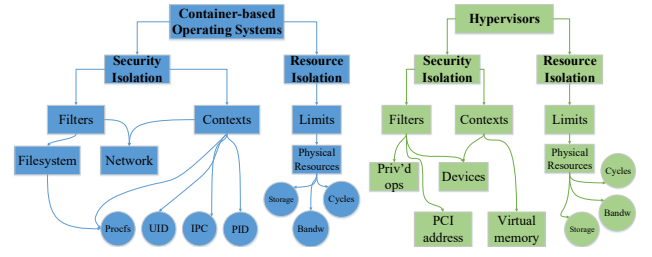 Container-based
Operating Systems
Security
Isolation
Resource
Isolation
Filters
Contexts
Limits
Filesystem
Network
Physical
Resources
Storage
Cycles
Bandw
Procfs
UID
IPC
PID
Hypervisors
Security
Isolation
Resource
Isolation
Filters
Contexts
Limits
Priv'd
ops
Devices
Physical
Resources
Cycles
PCI
address
Virtual
memory
Storage
Bandw